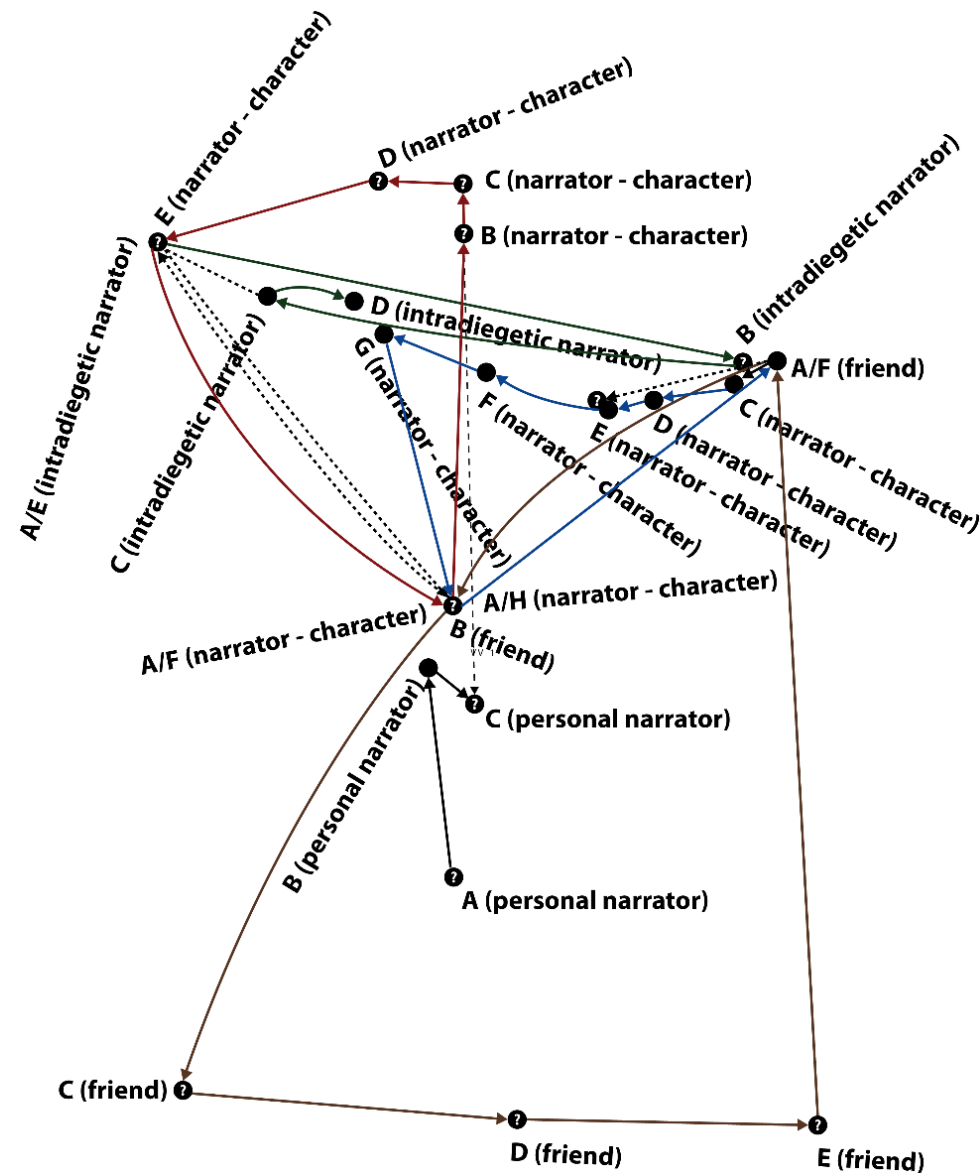 E (narrator - character)
D (narrator - character)
C (narrator - character)
B (narrator - character)
A/E (intradiegetic narrator)
B (intradiegetic narrator)
D (intradiegetic narrator)
C (intradiegetic narrator)
G (narrator - character)
A/F (friend)
C (narrator - character)
D (narrator - character)
E (narrator - character)
F (narrator - character)
A/H (narrator - character)
A/F (narrator - character)
B (friend)
B (personal narrator)
C (personal narrator)
A (personal narrator)
C (friend)
D (friend)
E (friend)